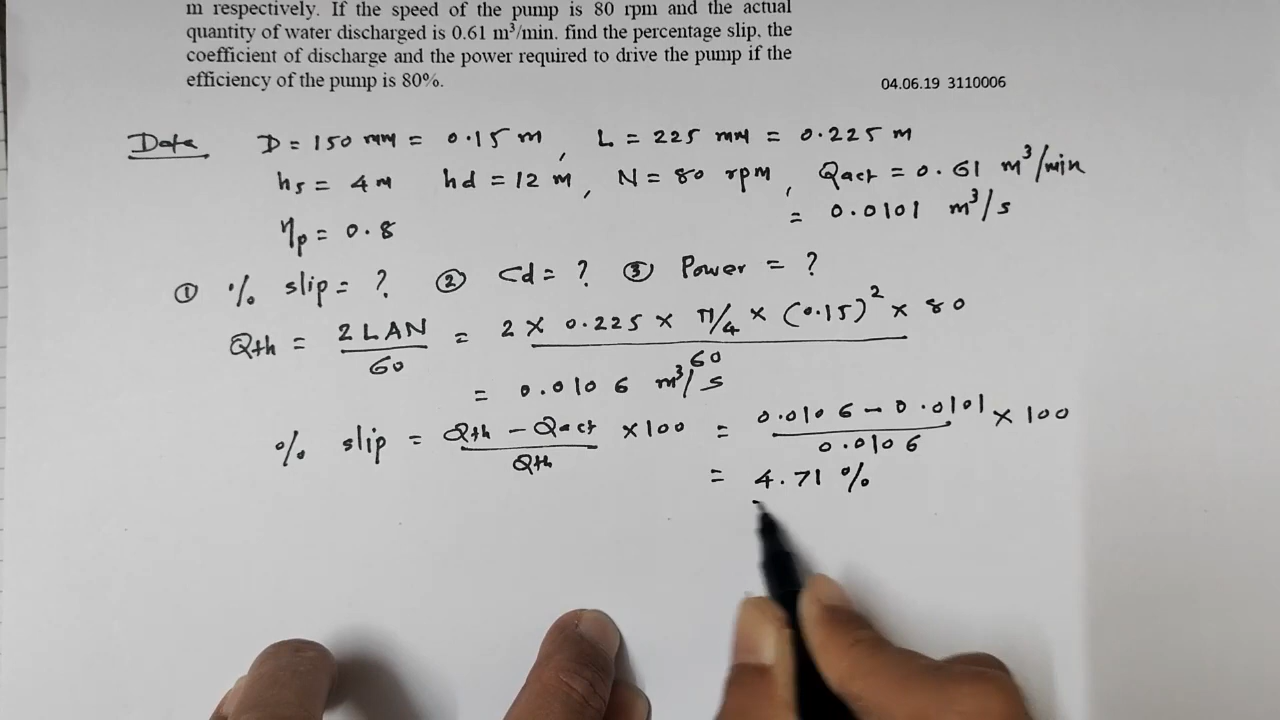 m respectively. If the speed of the pump is 80 rpm and the actual
quantity of water discharged is 0.61 m³/min. find the percentage slip, the
coefficient of discharge and the power required to drive the pump if the
efficiency of the pump is 80%.
04.06.19 3110006
Data D = 150 mm = 0.15 m, L = 225 mm = 0.225 m
hs = 4 m hd = 12 m, N = 80 rpm, Qact = 0.61 m³/min
= 0.0101 m³/s
ηp = 0.8
① % slip = ? ② Cd = ? ③ Power = ?
Qth = 2LAN/60 = 2 × 0.225 × π/4 × (0.15)² × 80/60
= 0.0106 m³/s
% slip = Qth - Qact/Qth × 100 = 0.0106 - 0.0101/0.0106 × 100
= 4.71 %